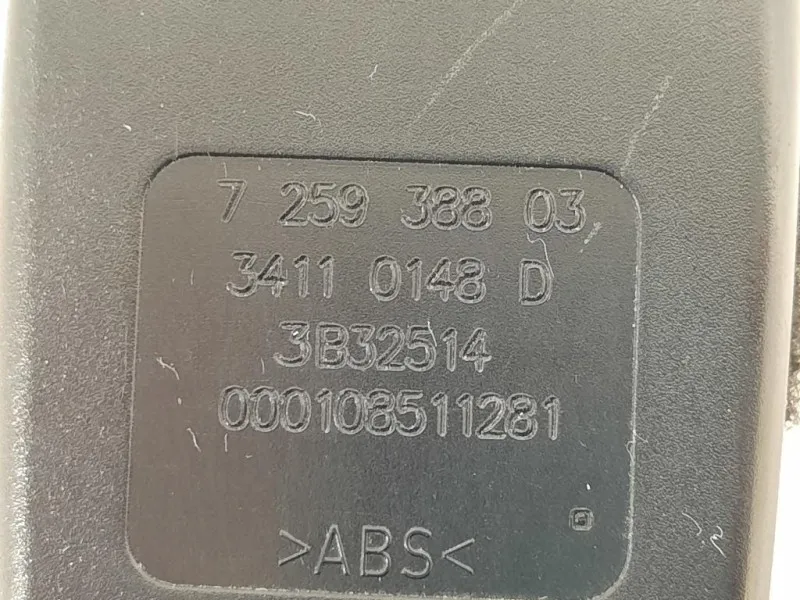 7 259 388 03
3411 0148 D
3B32514
000108511281
>ABS<